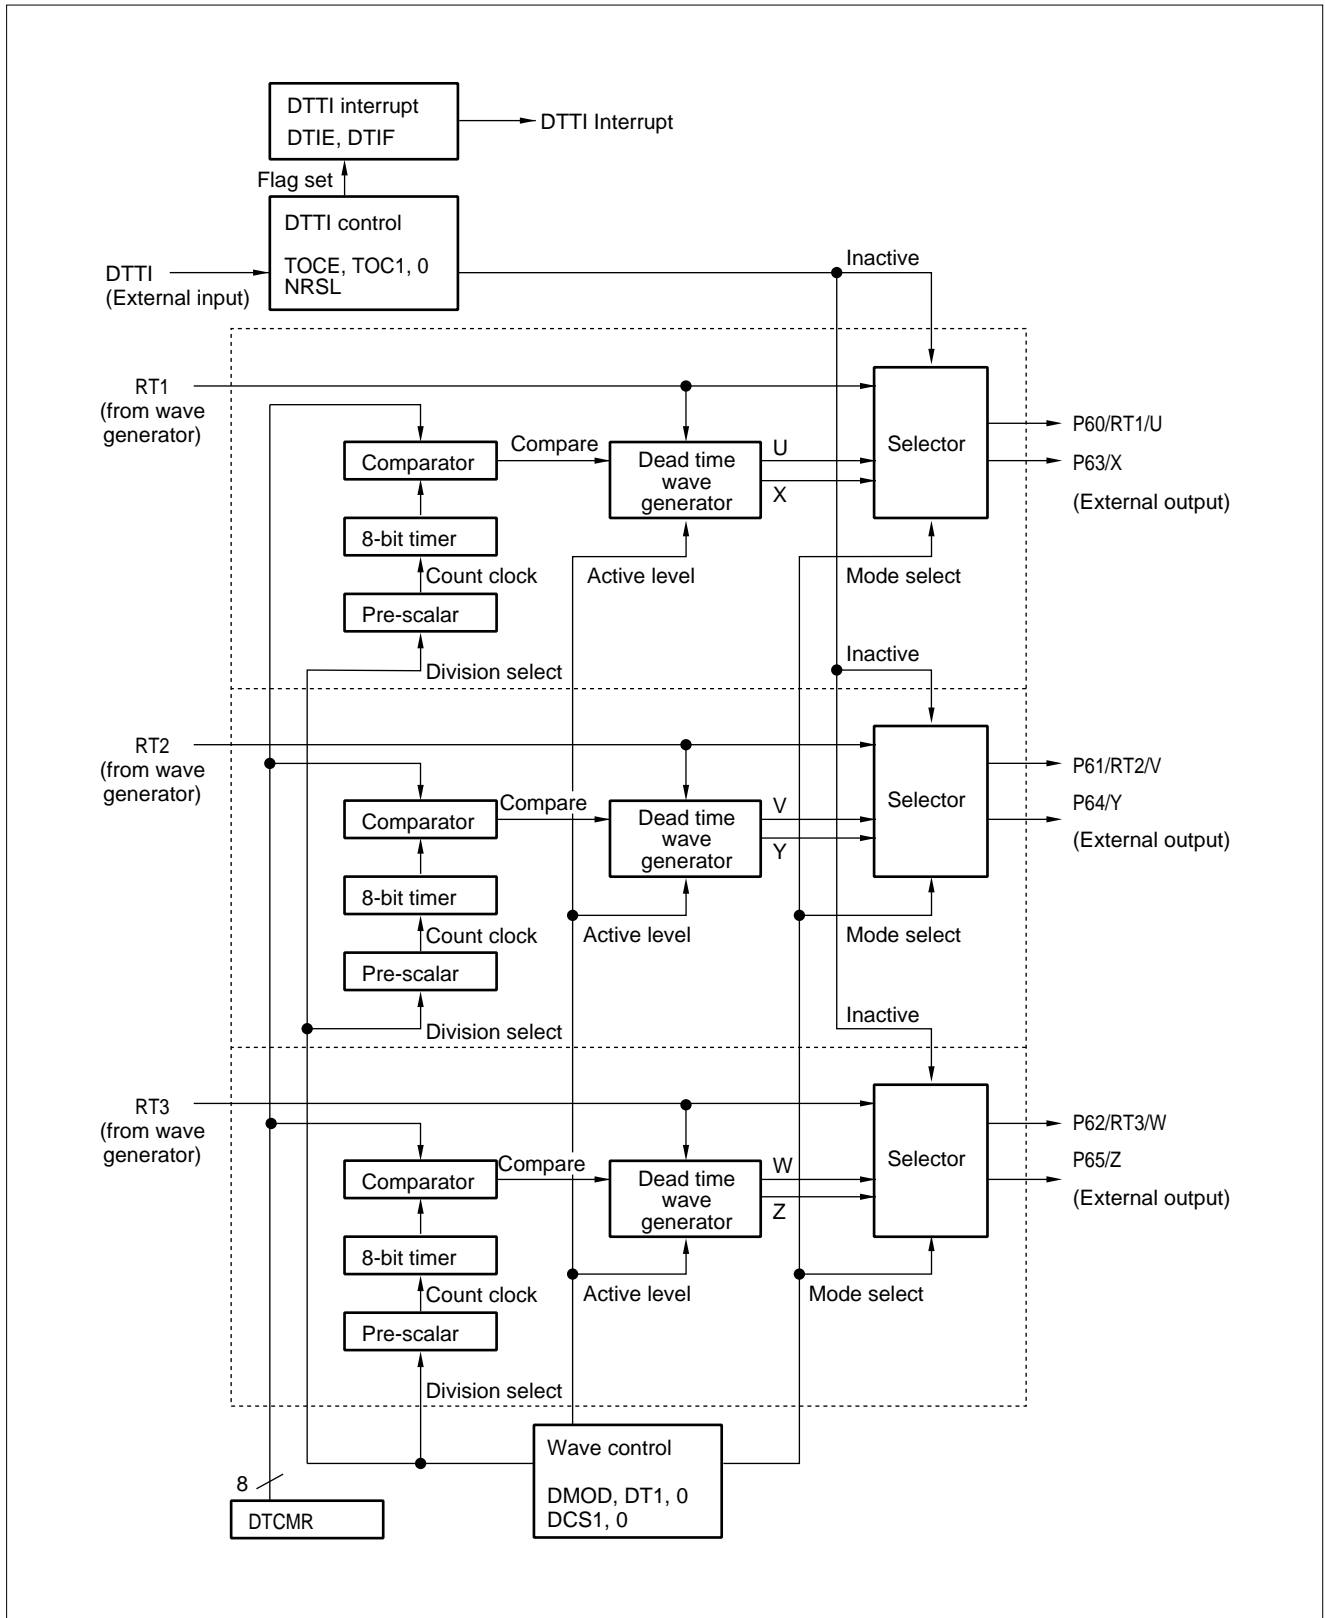 DTTI interrupt
DTIE, DTIF
DTTI Interrupt
Flag set
DTTI control
TOCE, TOC1, 0
NRSL
DTTI
(External input)
Inactive
RT1
(from wave
generator)
Comparator
Compare
Dead time
wave
generator
U
X
Selector
P60/RT1/U
P63/X
(External output)
8-bit timer
Count clock
Active level
Mode select
Pre-scalar
Division select
Inactive
RT2
(from wave
generator)
Comparator
Compare
Dead time
wave
generator
V
Y
Selector
P61/RT2/V
P64/Y
(External output)
8-bit timer
Count clock
Active level
Mode select
Pre-scalar
Division select
Inactive
RT3
(from wave
generator)
Comparator
Compare
Dead time
wave
generator
W
Z
Selector
P62/RT3/W
P65/Z
(External output)
8-bit timer
Count clock
Active level
Mode select
Pre-scalar
Division select
Wave control
DMOD, DT1, 0
DCS1, 0
8
DTCMR